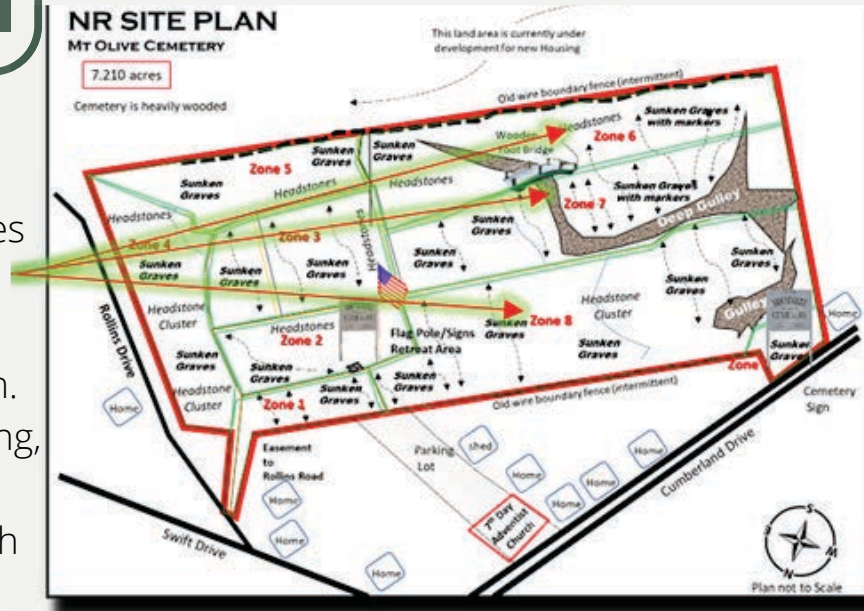 NR SITE PLAN
MT OLIVE CEMETERY
7.210 acres
Cemetery is heavily wooded
This land area is currently under
development for new Housing
Old wire boundary fence (intermittent)
es
n.
ng,
h
Sunken Graves
with markers
Headstones
Zone 6
Wooden
Foot Bridge
Sunken
Graves
Sunken
Graves
Zone 5
Sunken
Graves
Headstones
Headstones
Sunken Graves
with markers
Zone 7
Deep Gulley
Headstones
Zone 4
Zone 3
Headstones
Sunken
Graves
Sunken
Graves
Sunken
Graves
Sunken
Graves
Sunken
Graves
Sunken
Graves
Sunken
Graves
Sunken
Graves
Rollins Drive
Headstone
Cluster
Headstone
Cluster
Gulley
Home
Headstones
Zone 2
Flag Pole/Signs
Retreat Area
Sunken
Graves
Zone 8
Sunken
Graves
Sunken
Graves
Zone
Sunken
Graves
Sunken
Graves
Sunken
Graves
Sunken
Graves
Headstone
Cluster
Zone 1
Old wire boundary fence (intermittent)
Cemetery
Sign
Home
Easement
to
Rollins Road
Parking
Lot
shed
Home
Home
Home
Home
Cumberland Drive
7th Day
Adventist
Church
Home
Home
Swift Drive
Home
S
N
Plan not to Scale